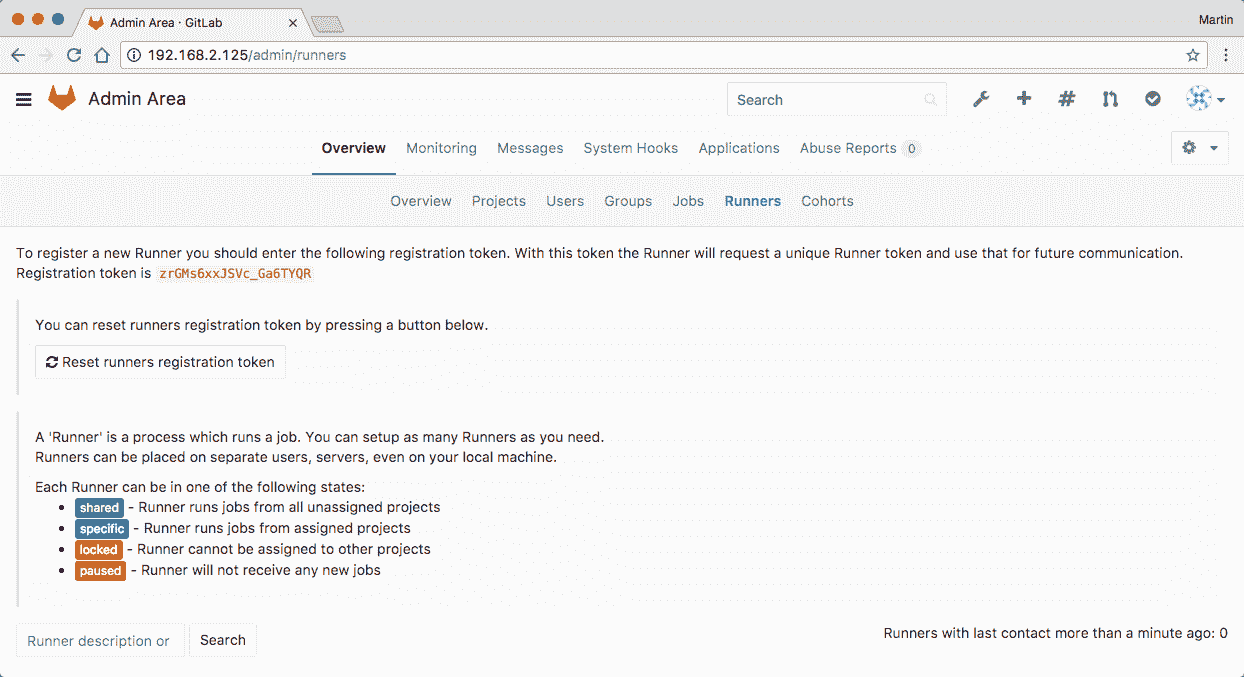 Admin Area · GitLab
Martin
192.168.2.125/admin/runners
Admin Area
Search
Overview Monitoring Messages System Hooks Applications Abuse Reports 0
Overview Projects Users Groups Jobs Runners Cohorts
To register a new Runner you should enter the following registration token. With this token the Runner will request a unique Runner token and use that for future communication.
Registration token is zrGMs6xxJSVc_Ga6TYQR
You can reset runners registration token by pressing a button below.
Reset runners registration token
A 'Runner' is a process which runs a job. You can setup as many Runners as you need.
Runners can be placed on separate users, servers, even on your local machine.
Each Runner can be in one of the following states:
• shared - Runner runs jobs from all unassigned projects
• specific - Runner runs jobs from assigned projects
• locked - Runner cannot be assigned to other projects
• paused - Runner will not receive any new jobs
Runner description or Search
Runners with last contact more than a minute ago: 0